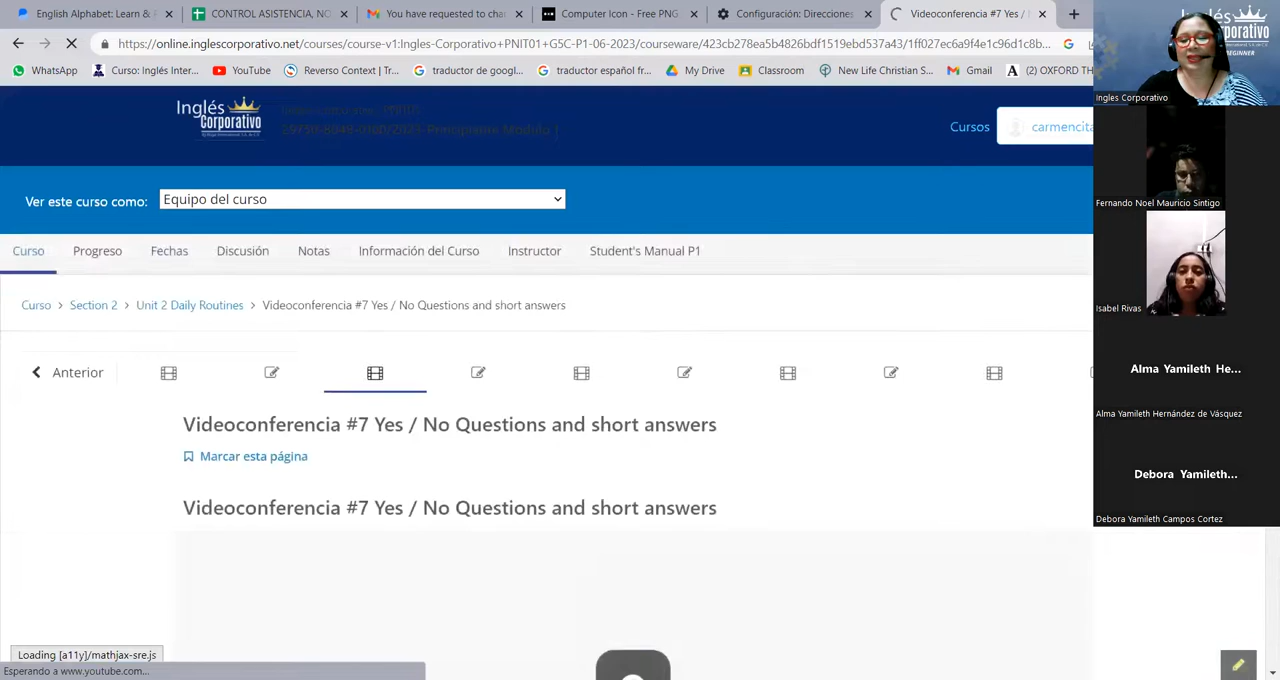 English Alphabet: Learn & P
CONTROL ASISTENCIA, NO
You have requested to cha
Computer Icon - Free PNG
Configuración: Direcciones
Videoconferencia #7 Yes / N
https://online.inglescorporativo.net/courses/course-v1:Ingles-Corporativo+PNIT01+G5C-P1-06-2023/courseware/423cb278ea5b4826bdf1519ebd537a43/1ff027ec6a9f4e1c96d1c8b...
WhatsApp
Curso: Inglés Inter...
YouTube
Reverso Context | Tr...
traductor de googl...
traductor español fr...
My Drive
Classroom
New Life Christian S...
Gmail
(2) OXFORD TH
Inglés
Corporativo
Cursos
carmencita
Ver este curso como:
Equipo del curso
Curso
Progreso
Fechas
Discusión
Notas
Información del Curso
Instructor
Student's Manual P1
Curso > Section 2 > Unit 2 Daily Routines > Videoconferencia #7 Yes / No Questions and short answers
Anterior
Videoconferencia #7 Yes / No Questions and short answers
Marcar esta página
Videoconferencia #7 Yes / No Questions and short answers
Loading [a11y]/mathjax-sre.js
Esperando a www.youtube.com...
Ingles Corporativo
Fernando Noel Mauricio Sintigo
Isabel Rivas
Alma Yamileth He...
Alma Yamileth Hernández de Vásquez
Debora Yamileth...
Debora Yamileth Campos Cortez